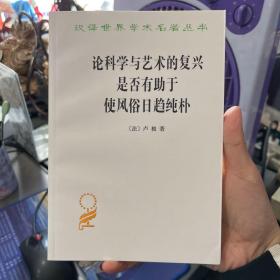 汉译世界学术名著丛书
论科学与艺术的复兴
是否有助于
使风俗日趋纯朴
〔法〕卢梭 著